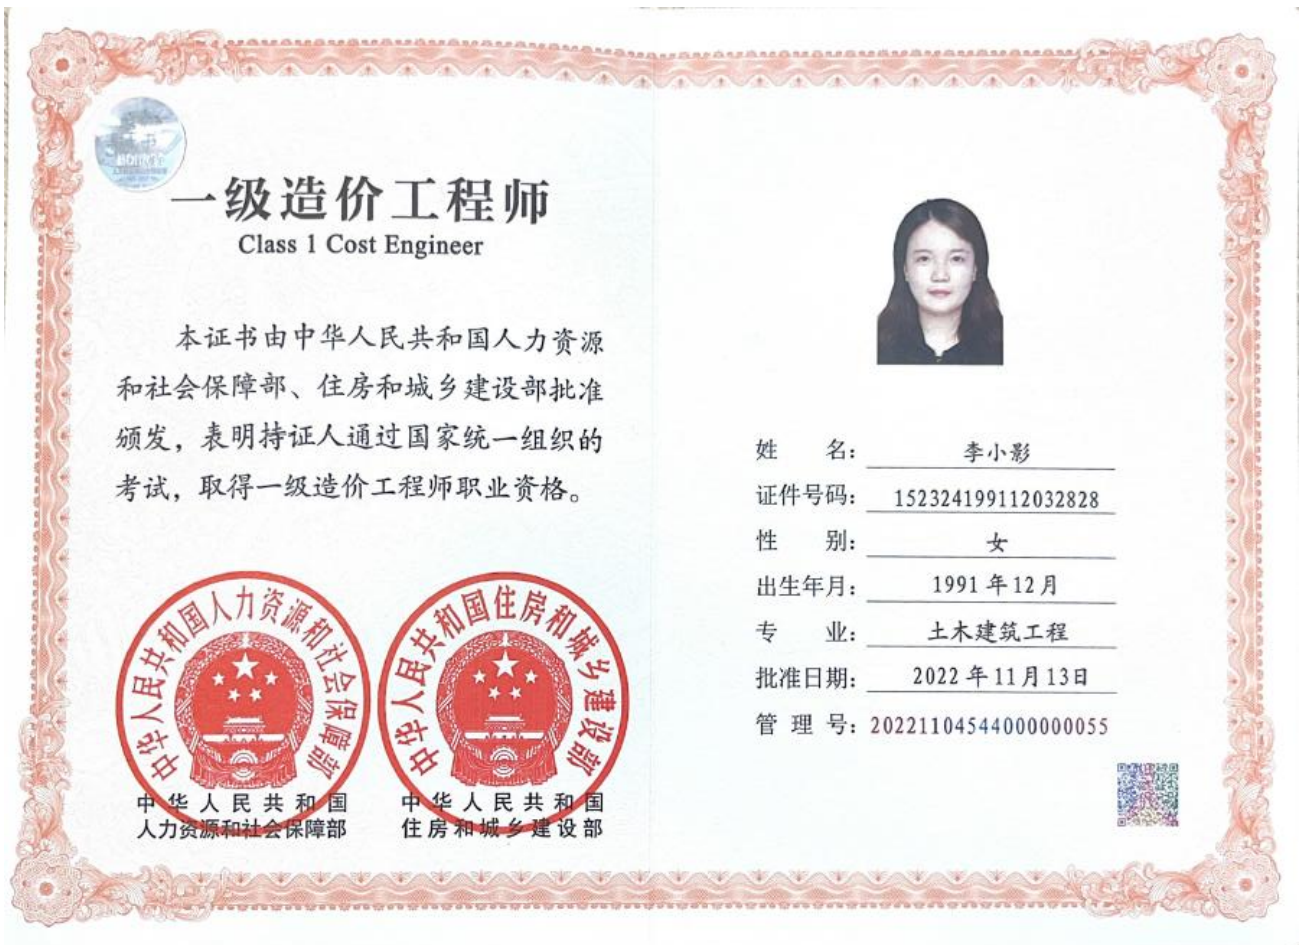 一级造价工程师
Class 1 Cost Engineer
本证书由中华人民共和国人力资源
和社会保障部、住房和城乡建设部批准
颁发，表明持证人通过国家统一组织的
考试，取得一级造价工程师职业资格。
中华人民共和国人力资源和社会保障部
中华人民共和国住房和城乡建设部
中华人民共和国
人力资源和社会保障部
中华人民共和国
住房和城乡建设部
姓名：李小影
证件号码：152324199112032828
性别：女
出生年月：1991年12月
专业：土木建筑工程
批准日期：2022年11月13日
管理号：20221104544000000055